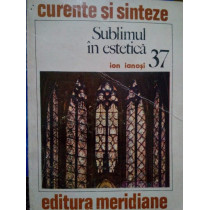 curente și sinteze
Sublimul
în estetică
ion ianoși 37
editura meridiane